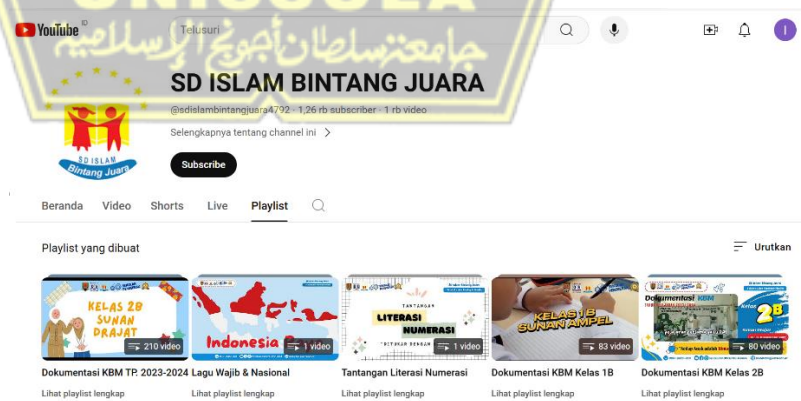 UNISSULA
جامعتسلطان أجونج الإسلامية
YouTube ID
Telusuri
I
SD ISLAM BINTANG JUARA
@sdislambintangjuara4792 · 1,26 rb subscriber · 1 rb video
Selengkapnya tentang channel ini
SD ISLAM
Bintang Juara
Subscribe
Beranda Video Shorts Live Playlist
Playlist yang dibuat
Urutkan
KELAS 2B
SUNAN
DRAJAT
210 video
Indonesia
1 video
TANTANGAN
LITERASI
NUMERASI
1 video
KELAS 1B
SUNAN AMPEL
83 video
Dokumentasi KBM
Kelas
2B
80 video
Dokumentasi KBM TP. 2023-2024 Lagu Wajib & Nasional Tantangan Literasi Numerasi Dokumentasi KBM Kelas 1B Dokumentasi KBM Kelas 2B
Lihat playlist lengkap Lihat playlist lengkap Lihat playlist lengkap Lihat playlist lengkap Lihat playlist lengkap